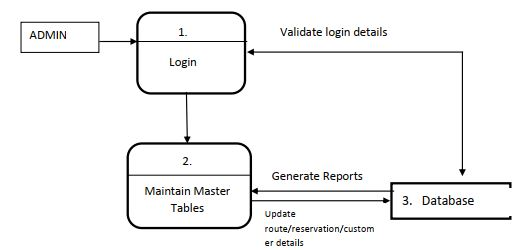 ADMIN
1.
Login
Validate login details
2.
Maintain Master
Tables
Generate Reports
Update
route/reservation/custom
er details
3. Database